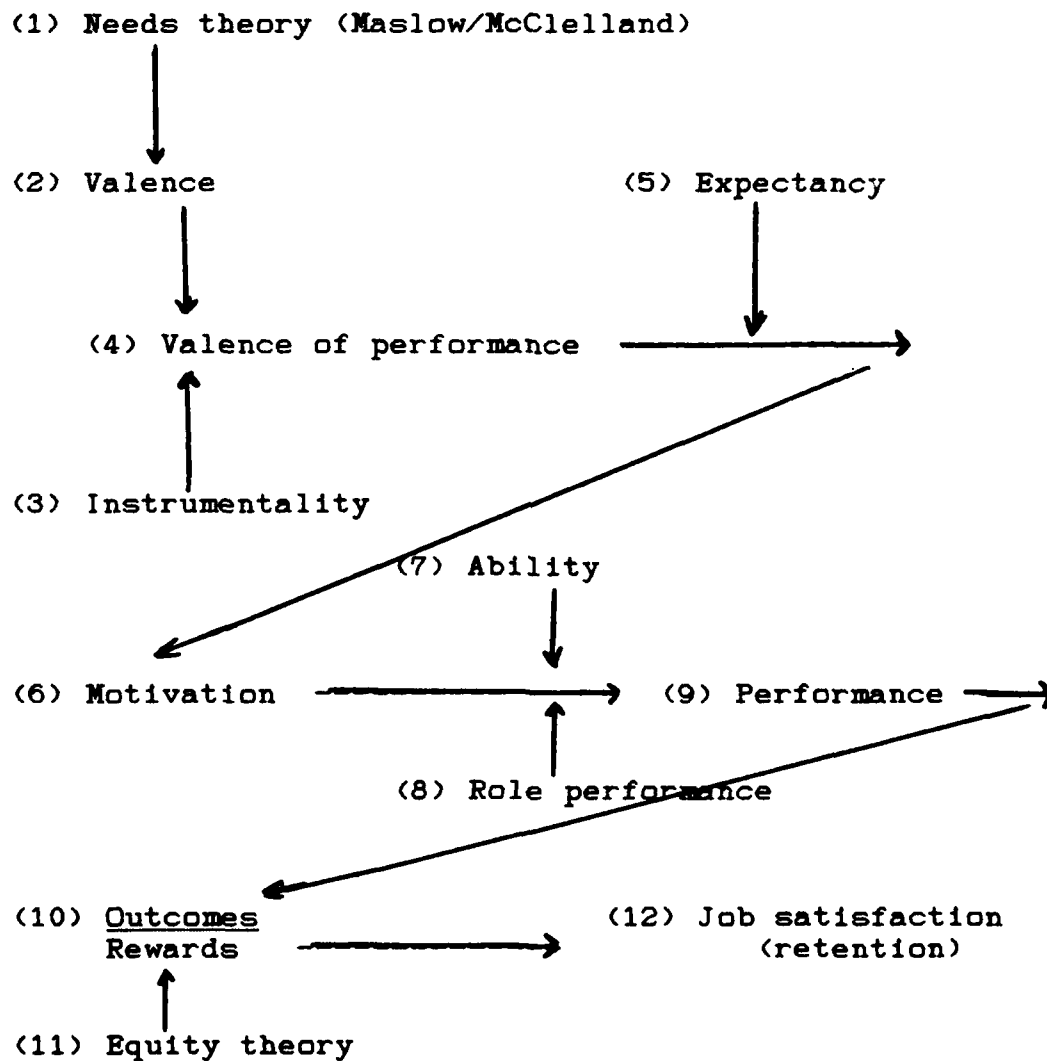 (1) Needs theory (Maslow/McClelland)
(2) Valence (5) Expectancy
(4) Valence of performance
(3) Instrumentality
(7) Ability
(6) Motivation (9) Performance
(8) Role performance
(10) Outcomes (12) Job satisfaction
Rewards (retention)
(11) Equity theory